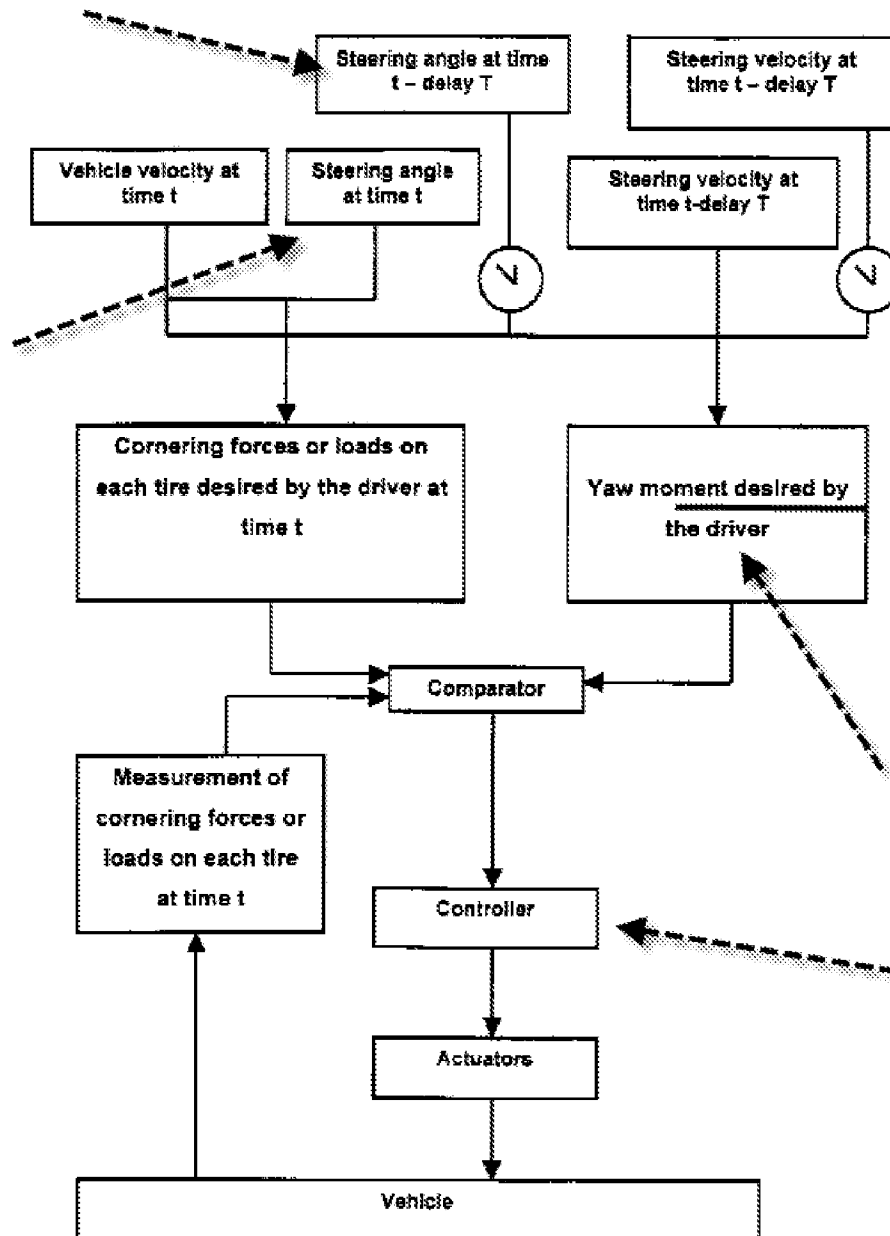 Steering angle at time
t – delay T
Steering velocity at
time t – delay T
Vehicle velocity at
time t
Steering angle
at time t
Steering velocity at
time t-delay T
Cornering forces or loads on
each tire desired by the driver at
time t
Yaw moment desired by
the driver
Comparator
Measurement of
cornering forces or
loads on each tire
at time t
Controller
Actuators
Vehicle